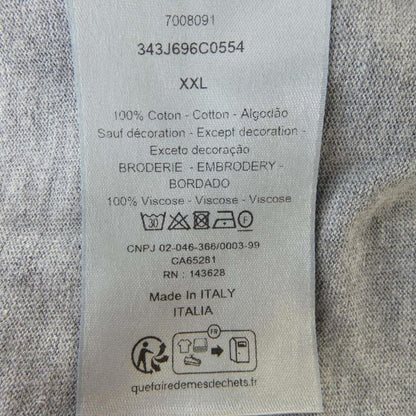 7008091
343J696C0554
XXL
100% Coton - Cotton - Algodão
Sauf décoration - Except decoration -
Exceto decoração
BRODERIE - EMBRODERY -
BORDADO
100% Viscose - Viscose - Viscose
30 F
CNPJ 02-046-366/0003-99
CA65281
RN : 143628
Made In ITALY
ITALIA
FR
quefairedemesdechets.fr